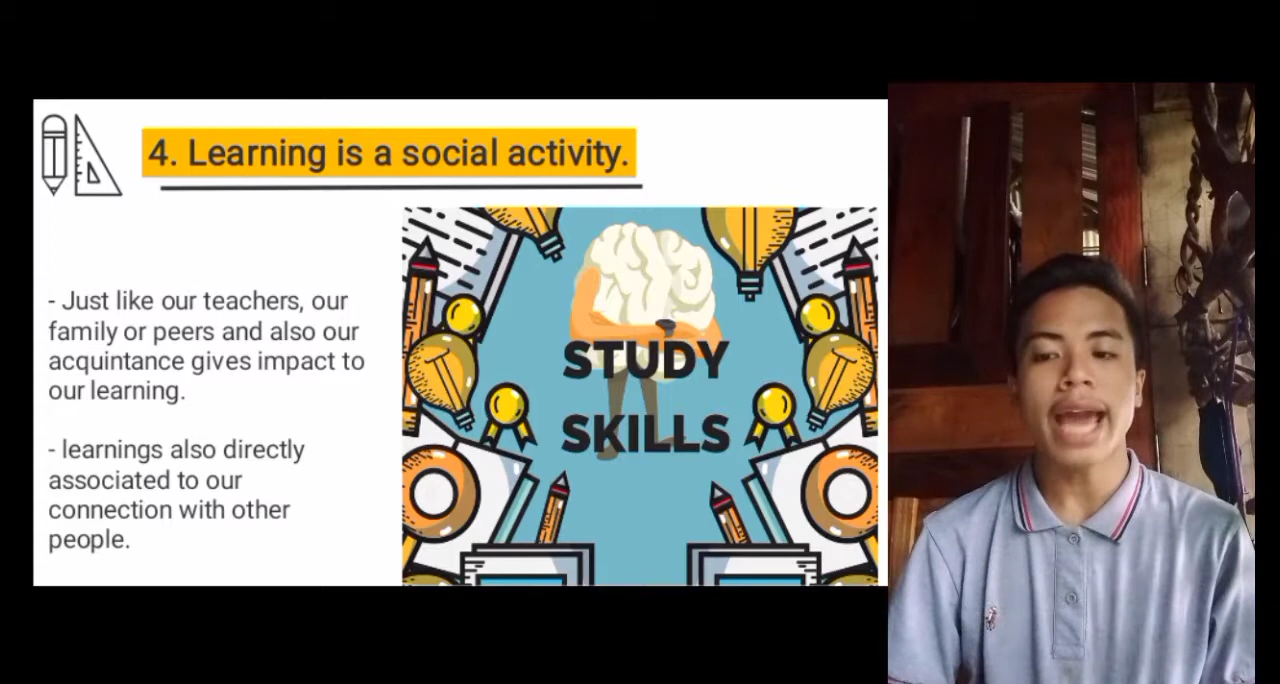 4. Learning is a social activity.
- Just like our teachers, our
family or peers and also our
acquintance gives impact to
our learning.
- learnings also directly
associated to our
connection with other
people.
STUDY
SKILLS